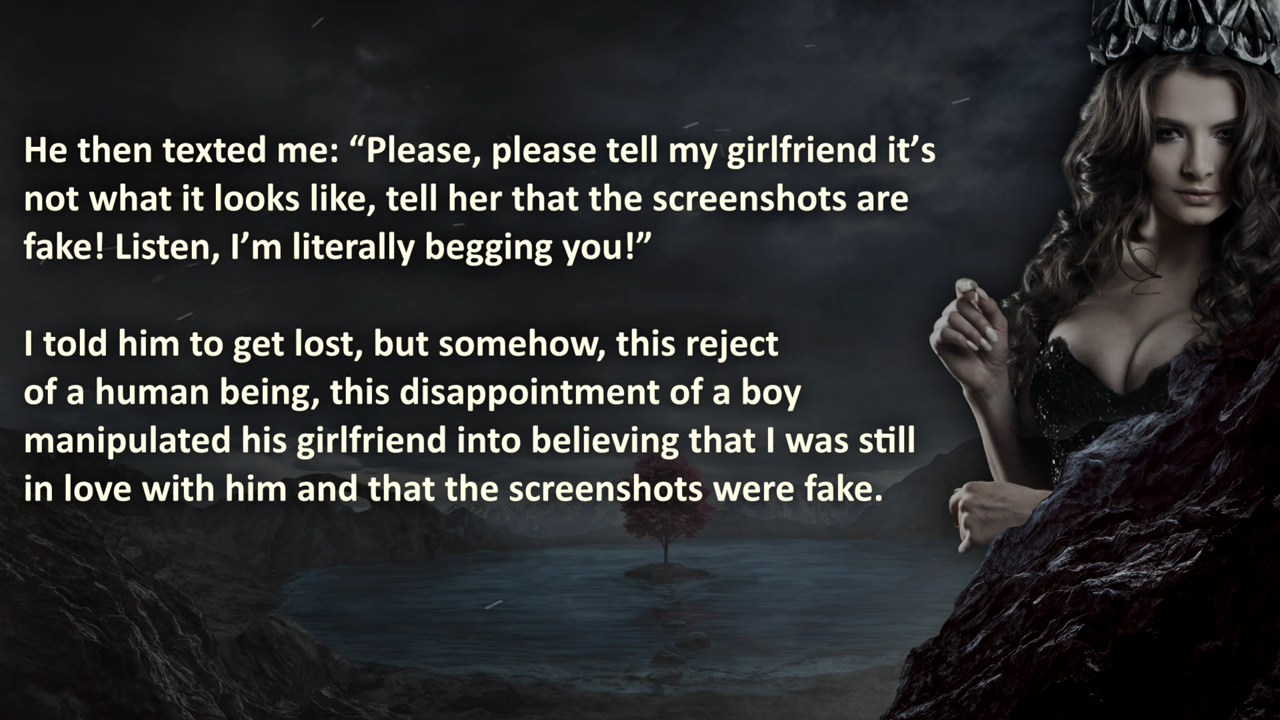 He then texted me: “Please, please tell my girlfriend it’s
not what it looks like, tell her that the screenshots are
fake! Listen, I’m literally begging you!”
I told him to get lost, but somehow, this reject
of a human being, this disappointment of a boy
manipulated his girlfriend into believing that I was still
in love with him and that the screenshots were fake.